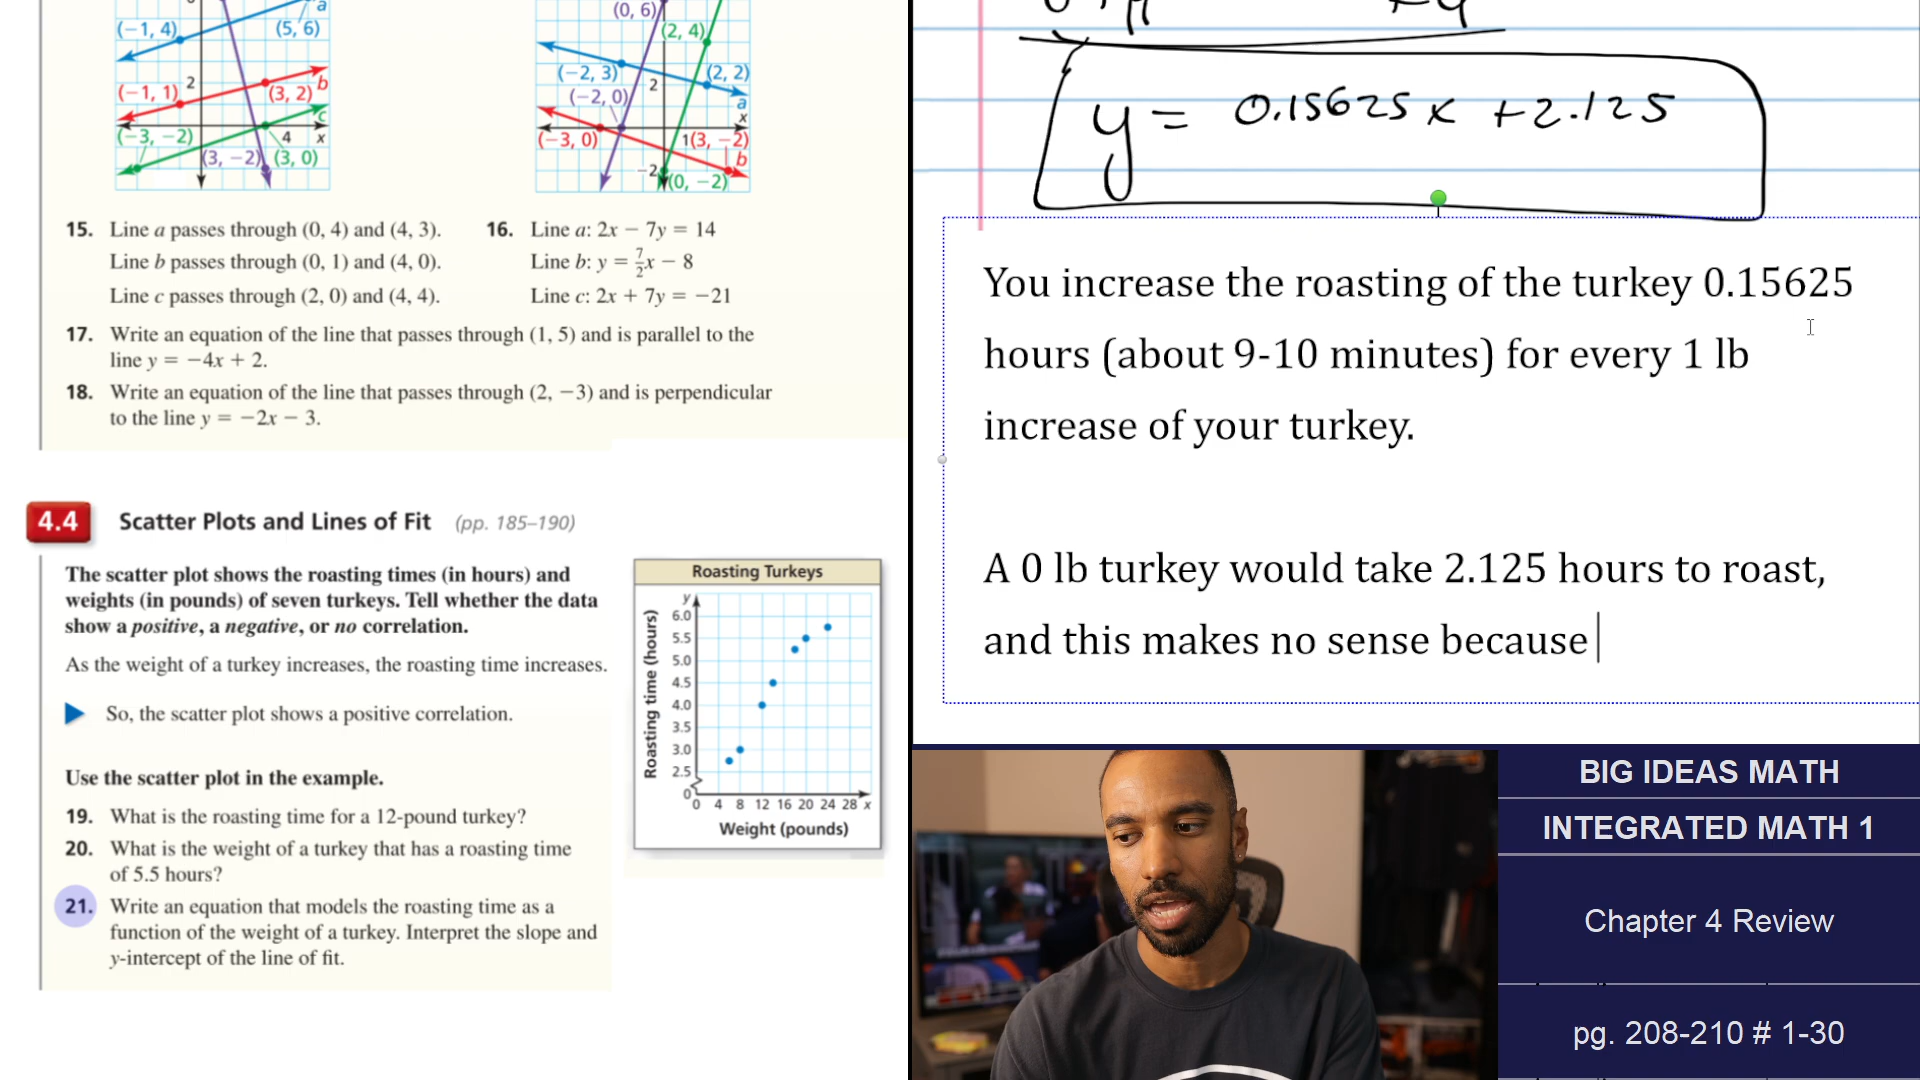 a
(−1, 4)
(5, 6)
(−1, 1)
2
b
(3, 2)
c
(−3, −2)
4
x
(3, −2)
(3, 0)
(0, 6)
(2, 4)
(−2, 3)
2
(2, 2)
(−2, 0)
a
x
(−3, 0)
1
(3, −2)
b
−2
(0, −2)
15. Line a passes through (0, 4) and (4, 3).
Line b passes through (0, 1) and (4, 0).
Line c passes through (2, 0) and (4, 4).
16. Line a: 2x − 7y = 14
Line b: y = 7/2 x − 8
Line c: 2x + 7y = −21
17. Write an equation of the line that passes through (1, 5) and is parallel to the
line y = −4x + 2.
18. Write an equation of the line that passes through (2, −3) and is perpendicular
to the line y = −2x − 3.
4.4 Scatter Plots and Lines of Fit (pp. 185–190)
The scatter plot shows the roasting times (in hours) and
weights (in pounds) of seven turkeys. Tell whether the data
show a positive, a negative, or no correlation.
As the weight of a turkey increases, the roasting time increases.
So, the scatter plot shows a positive correlation.
Use the scatter plot in the example.
19. What is the roasting time for a 12-pound turkey?
20. What is the weight of a turkey that has a roasting time
of 5.5 hours?
21. Write an equation that models the roasting time as a
function of the weight of a turkey. Interpret the slope and
y-intercept of the line of fit.
Roasting Turkeys
Roasting time (hours)
y
6.0
5.5
5.0
4.5
4.0
3.5
3.0
2.5
0
0 4 8 12 16 20 24 28 x
Weight (pounds)
y = 0.15625x +2.125
You increase the roasting of the turkey 0.15625
hours (about 9-10 minutes) for every 1 lb
increase of your turkey.
A 0 lb turkey would take 2.125 hours to roast,
and this makes no sense because
BIG IDEAS MATH
INTEGRATED MATH 1
Chapter 4 Review
pg. 208-210 # 1-30